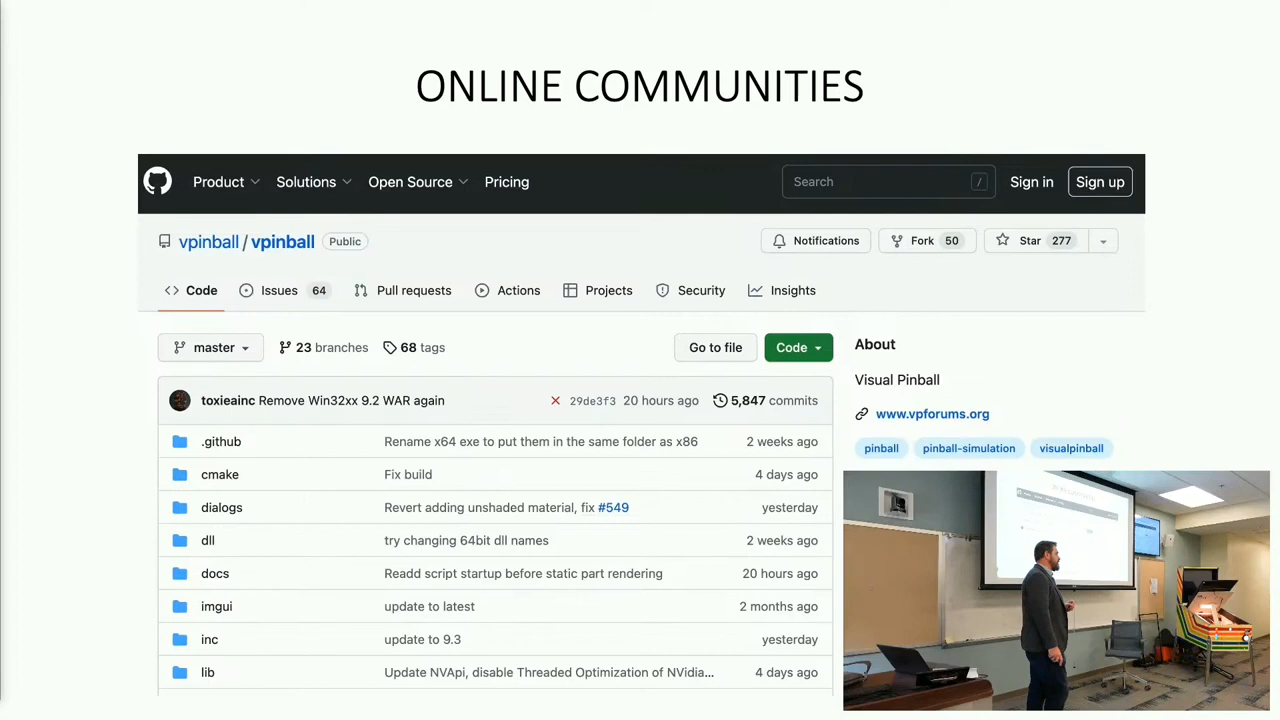 ONLINE COMMUNITIES
Product Solutions Open Source Pricing Search / Sign in Sign up
vpinball / vpinball Public Notifications Fork 50 Star 277
Code Issues 64 Pull requests Actions Projects Security Insights
master 23 branches 68 tags Go to file Code
About
Visual Pinball
www.vpforums.org
pinball pinball-simulation visualpinball
toxieainc Remove Win32xx 9.2 WAR again 29de3f3 20 hours ago 5,847 commits
.github Rename x64 exe to put them in the same folder as x86 2 weeks ago
cmake Fix build 4 days ago
dialogs Revert adding unshaded material, fix #549 yesterday
dll try changing 64bit dll names 2 weeks ago
docs Readd script startup before static part rendering 20 hours ago
imgui update to latest 2 months ago
inc update to 9.3 yesterday
lib Update NVApi, disable Threaded Optimization of NVidia... 4 days ago